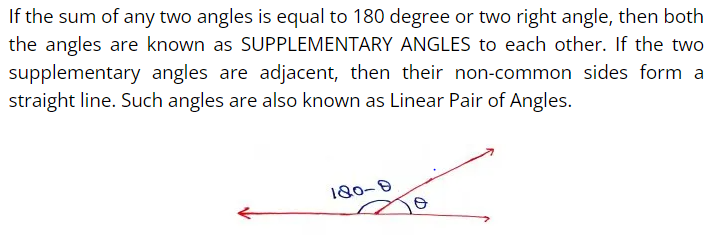 If the sum of any two angles is equal to 180 degree or two right angle, then both
the angles are known as SUPPLEMENTARY ANGLES to each other. If the two
supplementary angles are adjacent, then their non-common sides form a
straight line. Such angles are also known as Linear Pair of Angles.
180-θ
θ